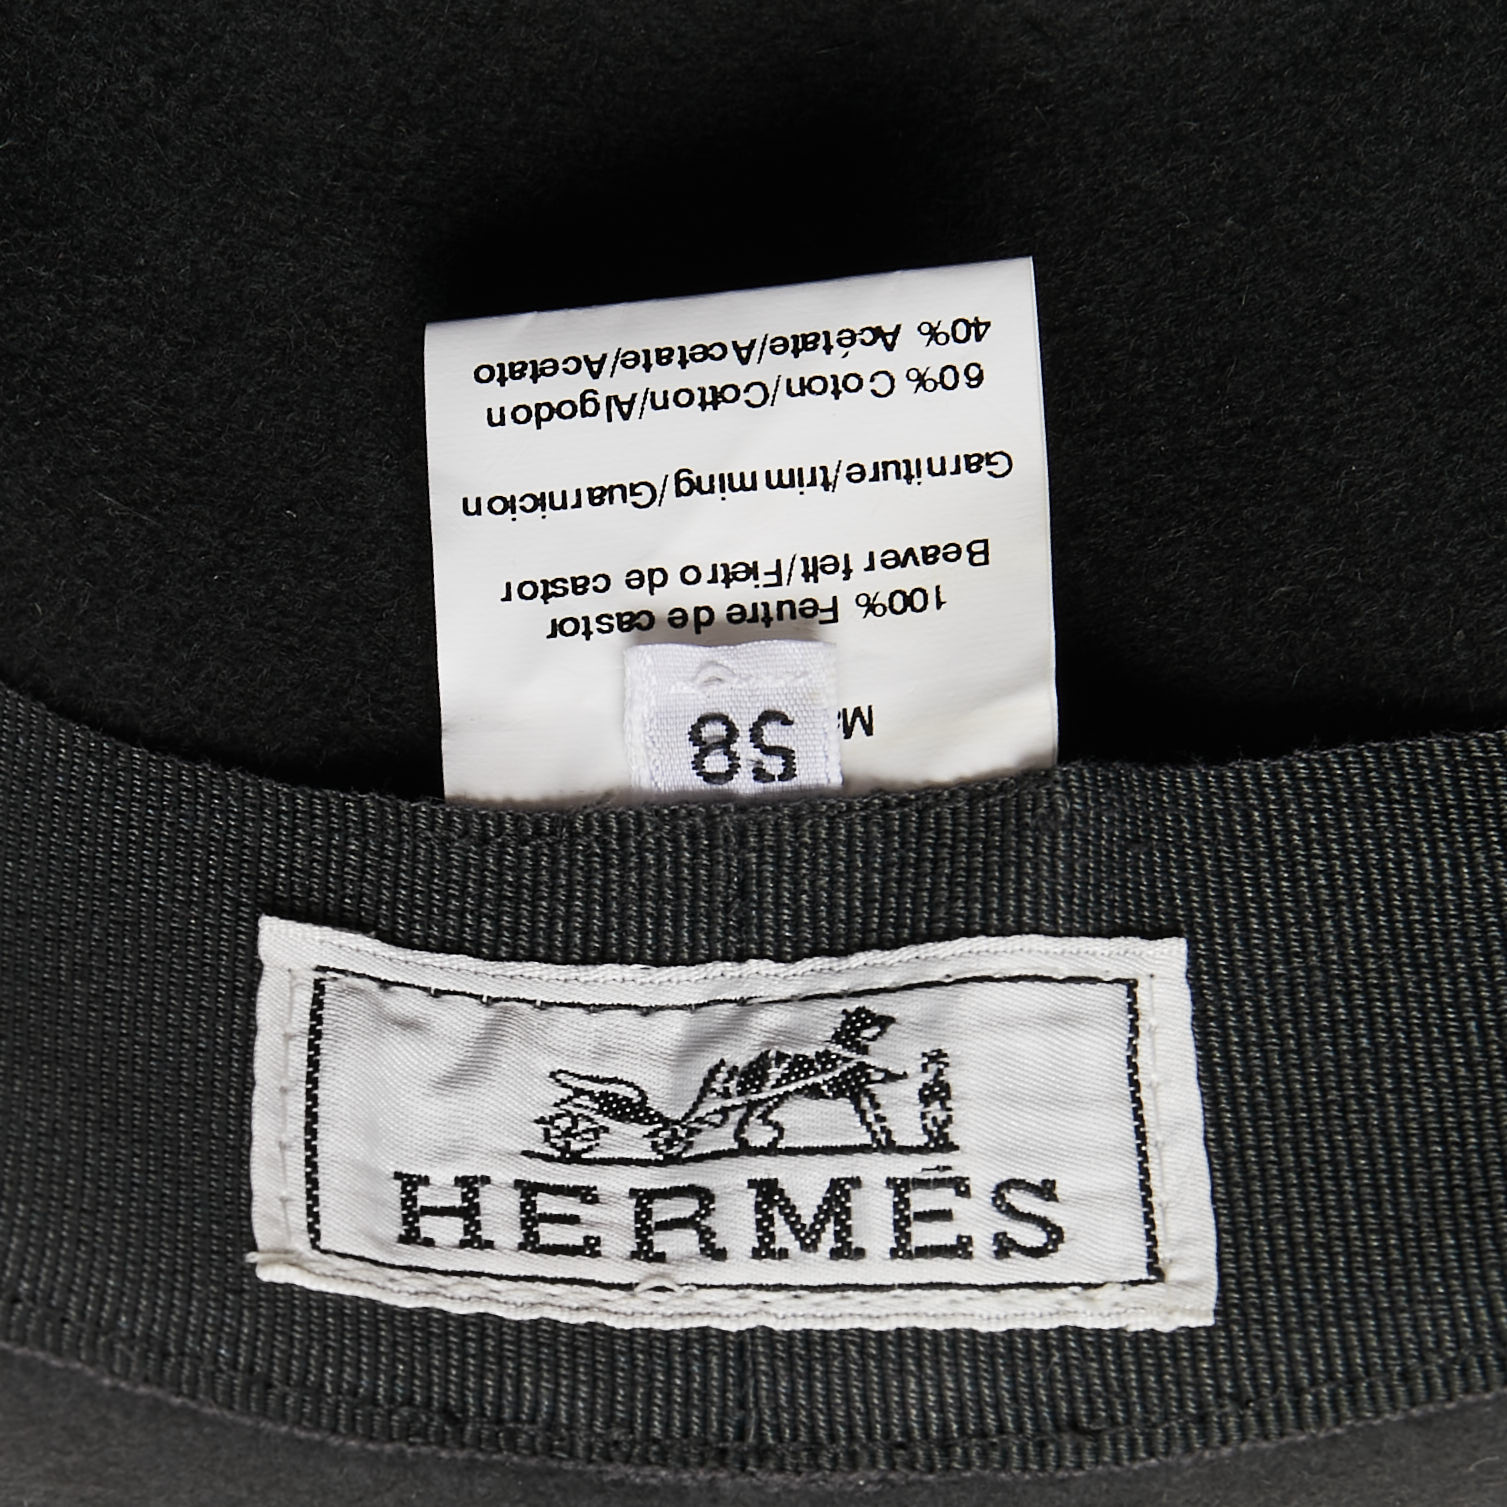 58
100% Feutre de castor
Beaver felt/Fietro de castor
Garniture/trimming/Guarnicion
60% Coton/Cotton/Algodon
40% Acétate/Acetate/Acetato
HERMÈS